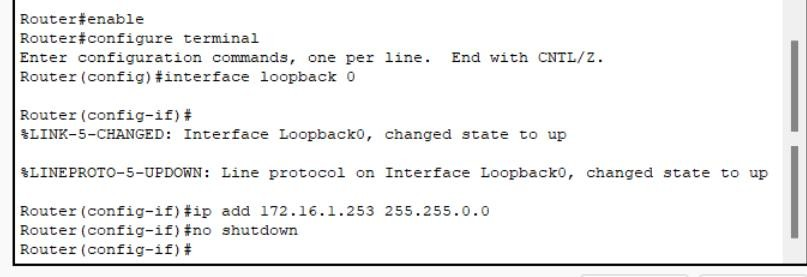 Router#enable
Router#configure terminal
Enter configuration commands, one per line.  End with CNTL/Z.
Router(config)#interface loopback 0
Router(config-if)#
%LINK-5-CHANGED: Interface Loopback0, changed state to up
%LINEPROTO-5-UPDOWN: Line protocol on Interface Loopback0, changed state to up
Router(config-if)#ip add 172.16.1.253 255.255.0.0
Router(config-if)#no shutdown
Router(config-if)#